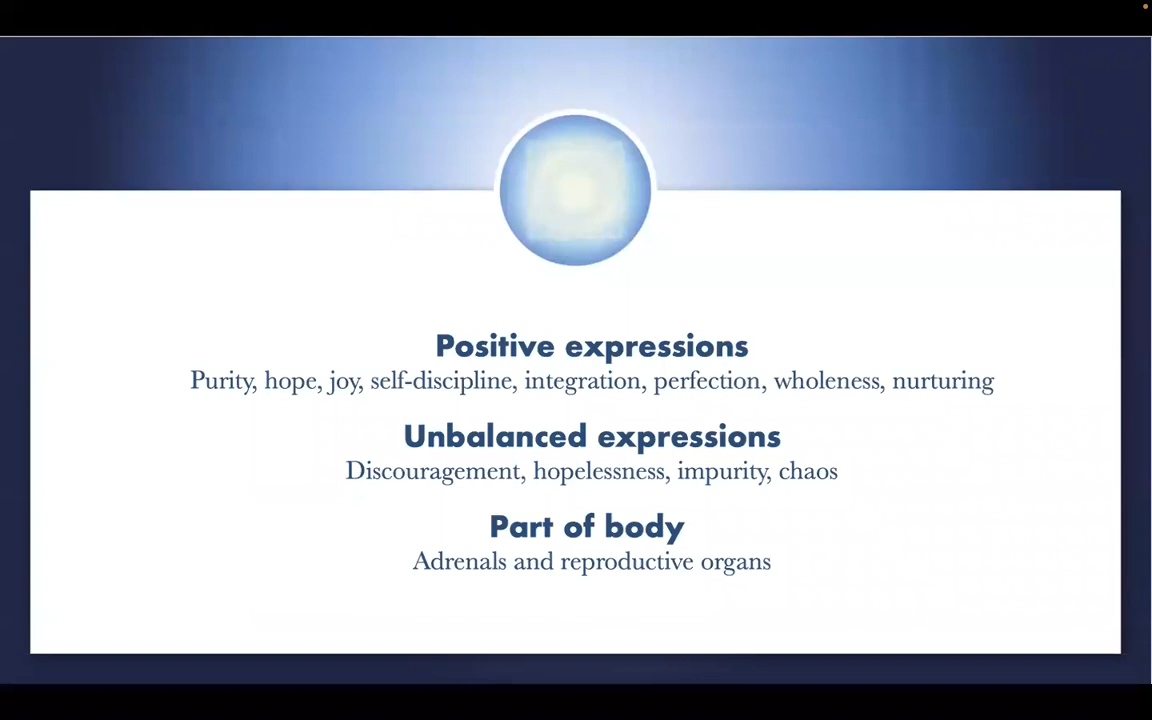 Positive expressions
Purity, hope, joy, self-discipline, integration, perfection, wholeness, nurturing
Unbalanced expressions
Discouragement, hopelessness, impurity, chaos
Part of body
Adrenals and reproductive organs